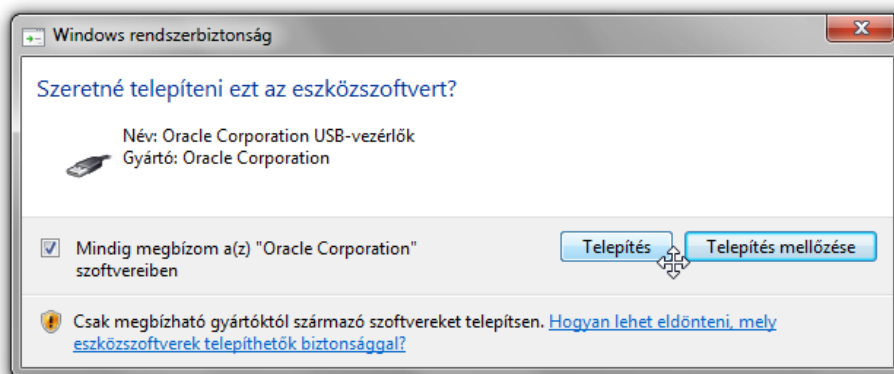 Windows rendszerbiztonság
Szeretné telepíteni ezt az eszközszoftvert?
Név: Oracle Corporation USB-vezérlők
Gyártó: Oracle Corporation
Mindig megbízom a(z) "Oracle Corporation"
szoftvereiben
Telepítés
Telepítés mellőzése
Csak megbízható gyártóktól származó szoftvereket telepítsen. Hogyan lehet eldönteni, mely
eszközszoftverek telepíthetők biztonsággal?